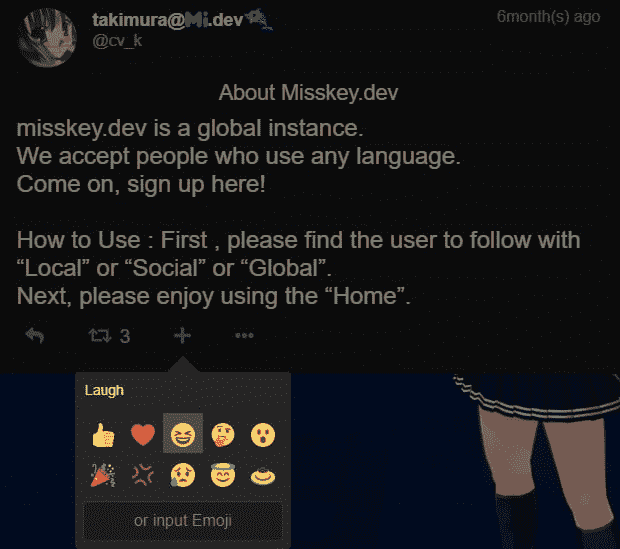 takimura@Mi.dev
6month(s) ago
@cv_k
About Misskey.dev
misskey.dev is a global instance.
We accept people who use any language.
Come on, sign up here!
How to Use : First , please find the user to follow with
“Local” or “Social” or “Global”.
Next, please enjoy using the “Home”.
3
Laugh
or input Emoji